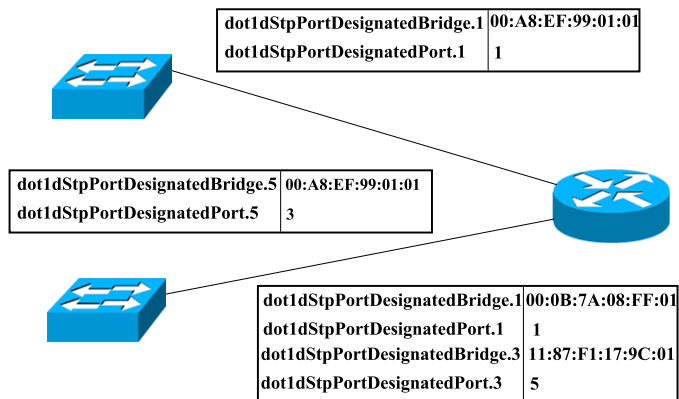 dot1dStpPortDesignatedBridge.1 00:A8:EF:99:01:01
dot1dStpPortDesignatedPort.1 1
dot1dStpPortDesignatedBridge.5 00:A8:EF:99:01:01
dot1dStpPortDesignatedPort.5 3
dot1dStpPortDesignatedBridge.1 00:0B:7A:08:FF:01
dot1dStpPortDesignatedPort.1 1
dot1dStpPortDesignatedBridge.3 11:87:F1:17:9C:01
dot1dStpPortDesignatedPort.3 5